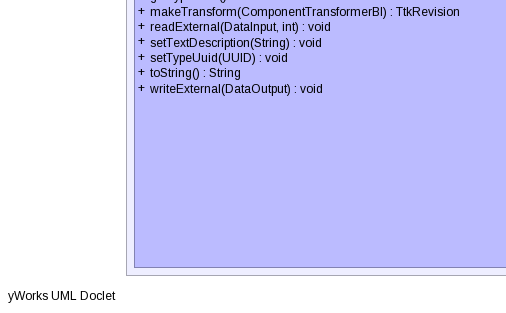 + makeTransform(ComponentTransformerBI) : TtkRevision
+ readExternal(DataInput, int) : void
+ setTextDescription(String) : void
+ setTypeUuid(UUID) : void
+ toString() : String
+ writeExternal(DataOutput) : void
yWorks UML Doclet